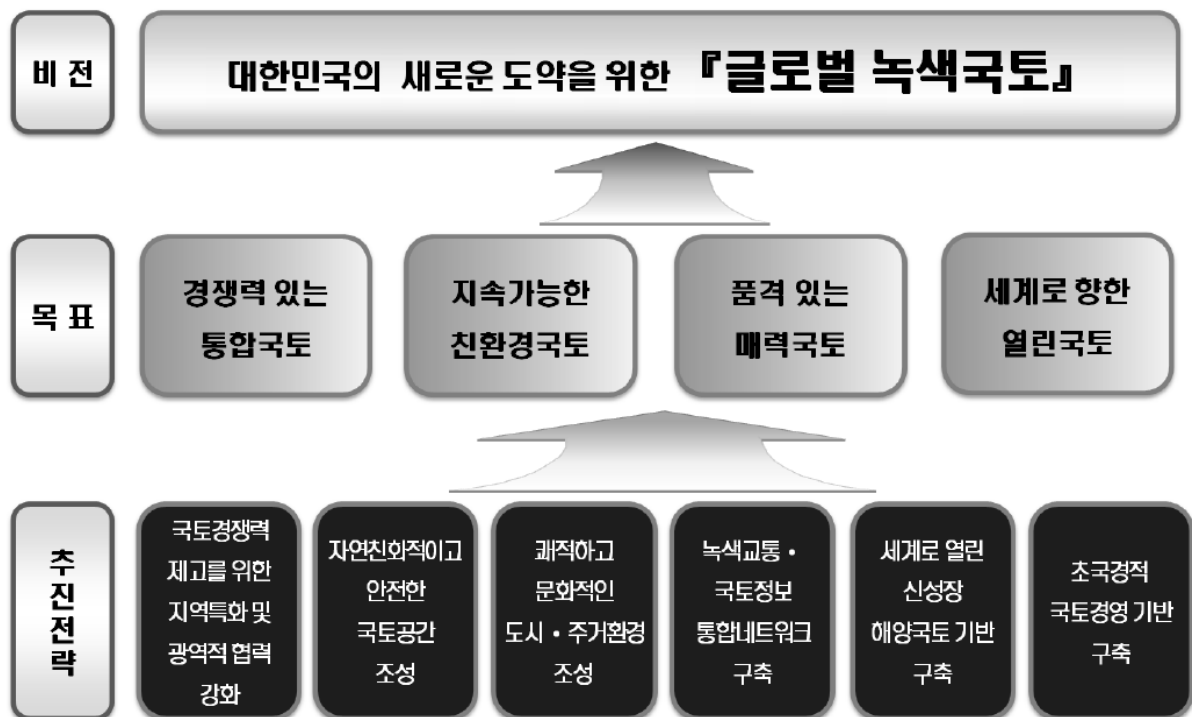 비 전
대한민국의 새로운 도약을 위한 『글로벌 녹색국토』
목 표
경쟁력 있는
통합국토
지속가능한
친환경국토
품격 있는
매력국토
세계로 향한
열린국토
추진전략
국토경쟁력
제고를 위한
지역특화 및
광역적 협력
강화
자연친화적이고
안전한
국토공간
조성
쾌적하고
문화적인
도시 • 주거환경
조성
녹색교통 •
국토정보
통합네트워크
구축
세계로 열린
신성장
해양국토 기반
구축
초국경적
국토경영 기반
구축